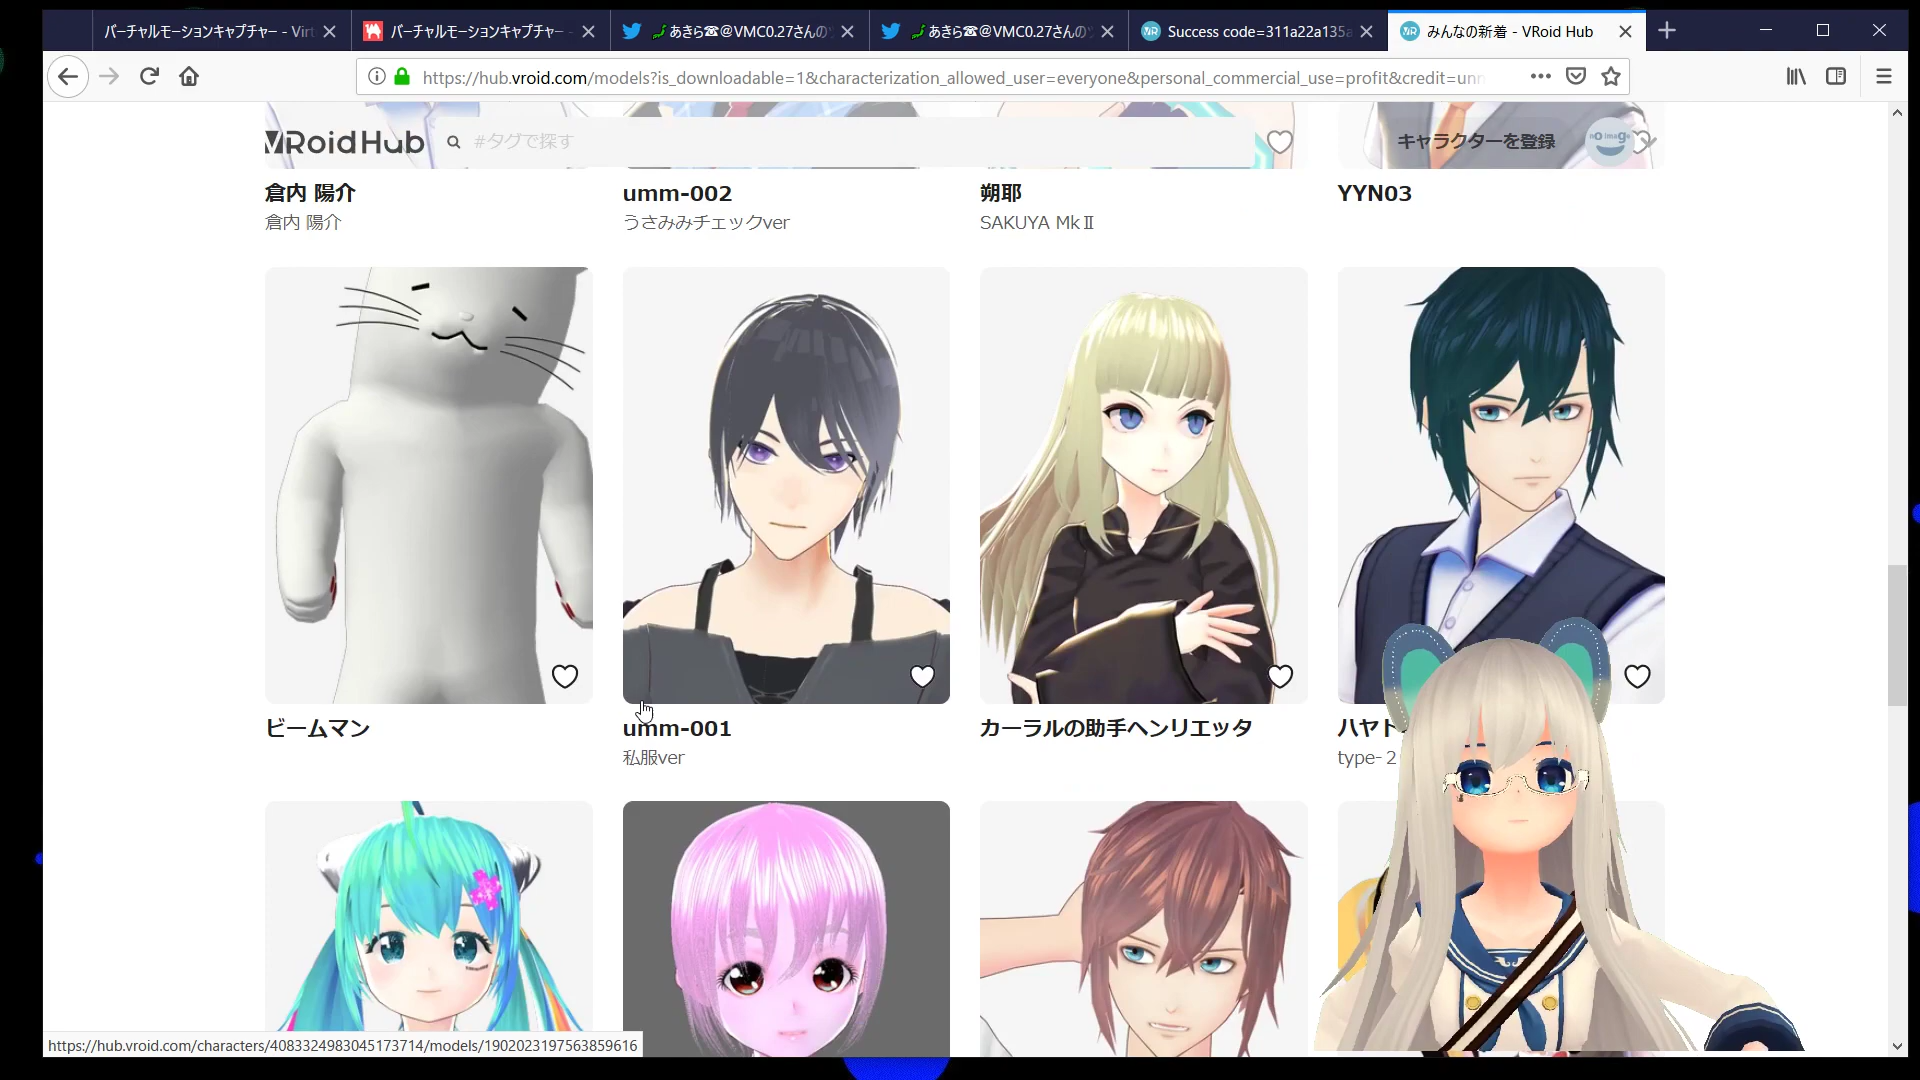 バーチャルモーションキャプチャー - Virt
バーチャルモーションキャプチャー -
あきら☎@VMC0.27さんの
あきら☎@VMC0.27さんの
Success code=311a22a135a
みんなの新着 - VRoid Hub
https://hub.vroid.com/models?is_downloadable=1&characterization_allowed_user=everyone&personal_commercial_use=profit&credit=unn
VRoidHub
#タグで探す
キャラクターを登録
no image
倉内 陽介
倉内 陽介
umm-002
うさみみチェックver
朔耶
SAKUYA MkⅡ
YYN03
ビームマン
umm-001
私服ver
カーラルの助手ヘンリエッタ
ハヤト
type-2
https://hub.vroid.com/characters/4083324983045173714/models/1902023197563859616